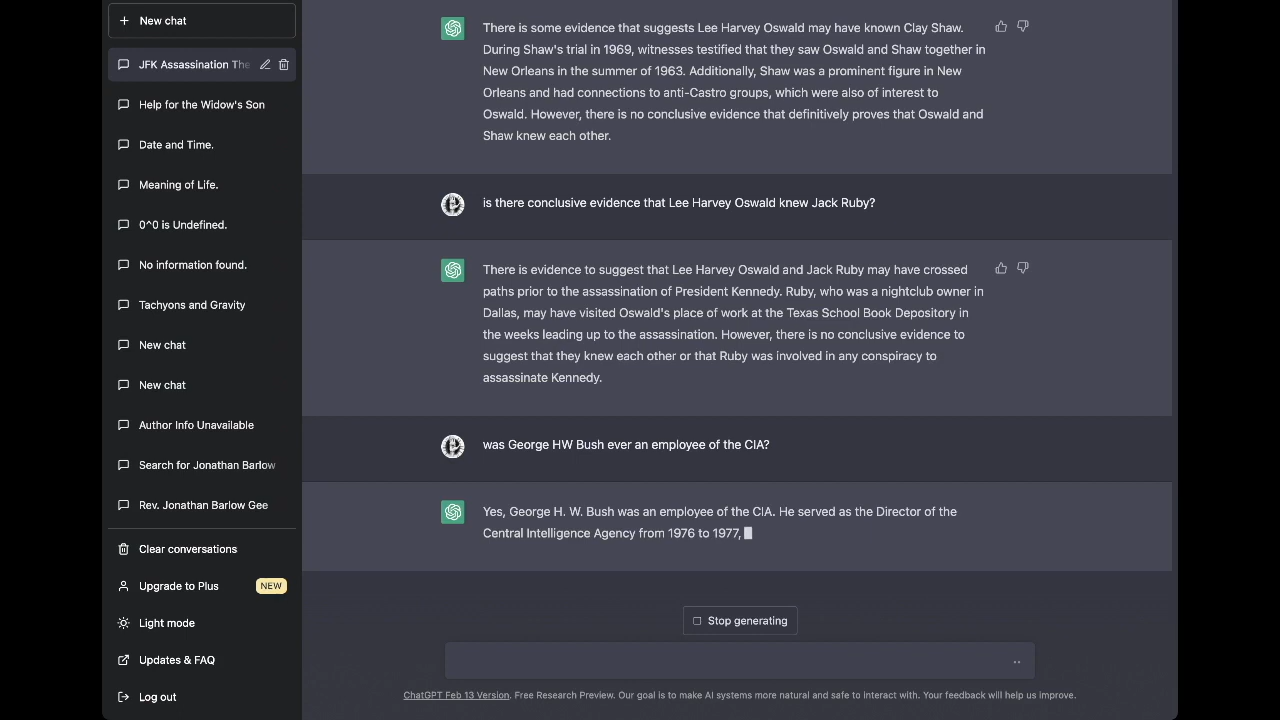 New chat
JFK Assassination The
Help for the Widow's Son
Date and Time.
Meaning of Life.
0^0 is Undefined.
No information found.
Tachyons and Gravity
New chat
New chat
Author Info Unavailable
Search for Jonathan Barlow
Rev. Jonathan Barlow Gee
Clear conversations
Upgrade to Plus NEW
Light mode
Updates & FAQ
Log out
There is some evidence that suggests Lee Harvey Oswald may have known Clay Shaw.
During Shaw's trial in 1969, witnesses testified that they saw Oswald and Shaw together in
New Orleans in the summer of 1963. Additionally, Shaw was a prominent figure in New
Orleans and had connections to anti-Castro groups, which were also of interest to
Oswald. However, there is no conclusive evidence that definitively proves that Oswald and
Shaw knew each other.
is there conclusive evidence that Lee Harvey Oswald knew Jack Ruby?
There is evidence to suggest that Lee Harvey Oswald and Jack Ruby may have crossed
paths prior to the assassination of President Kennedy. Ruby, who was a nightclub owner in
Dallas, may have visited Oswald's place of work at the Texas School Book Depository in
the weeks leading up to the assassination. However, there is no conclusive evidence to
suggest that they knew each other or that Ruby was involved in any conspiracy to
assassinate Kennedy.
was George HW Bush ever an employee of the CIA?
Yes, George H. W. Bush was an employee of the CIA. He served as the Director of the
Central Intelligence Agency from 1976 to 1977,
Stop generating
ChatGPT Feb 13 Version. Free Research Preview. Our goal is to make AI systems more natural and safe to interact with. Your feedback will help us improve.